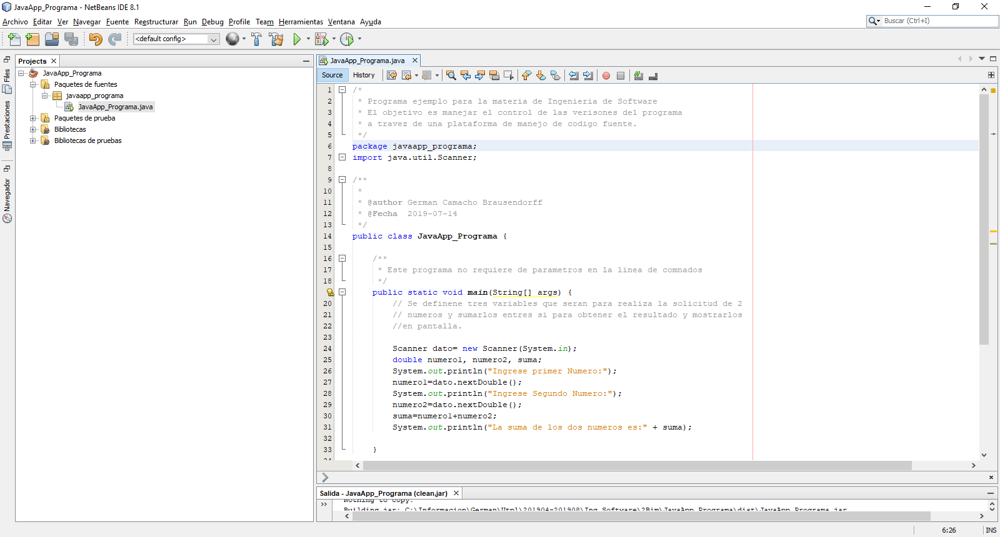 JavaApp_Programa - NetBeans IDE 8.1
Archivo Editar Ver Navegar Fuente Reestructurar Run Debug Profile Team Herramientas Ventana Ayuda
Buscar (Ctrl+I)
<default config>
Files
Prestaciones
Navegador
Projects
JavaApp_Programa
Paquetes de fuentes
javaapp_programa
JavaApp_Programa.java
Paquetes de prueba
Bibliotecas
Bibliotecas de pruebas
JavaApp_Programa.java
Source History
1 /*
2 * Programa ejemplo para la materia de Ingenieria de Software
3 * El objetivo es manejar el control de las verisones del programa
4 * a travez de una plataforma de manejo de codigo fuente.
5 */
6 package javaapp_programa;
7 import java.util.Scanner;
8
9 /**
10 *
11 * @author German Camacho Brausendorff
12 * @Fecha 2019-07-14
13 */
14 public class JavaApp_Programa {
15
16 /**
17 * Este programa no requiere de parametros en la linea de comnados
18 */
public static void main(String[] args) {
20 // Se definene tres variables que seran para realiza la solicitud de 2
21 // numeros y sumarlos entres si para obtener el resultado y mostrarlos
22 //en pantalla.
23
24 Scanner dato= new Scanner(System.in);
25 double numero1, numero2, suma;
26 System.out.println("Ingrese primer Numero:");
27 numero1=dato.nextDouble();
28 System.out.println("Ingrese Segundo Numero:");
29 numero2=dato.nextDouble();
30 suma=numero1+numero2;
31 System.out.println("La suma de los dos numeros es:" + suma);
32
33 }
34
Salida - JavaApp_Programa (clean,jar)
Nothing to copy.
Building jar: C:\Informacion\German\Utpl\201904-201908\Ing Software\2Bim\JavaApp_Programa\dist\JavaApp_Programa.jar
6:26 INS